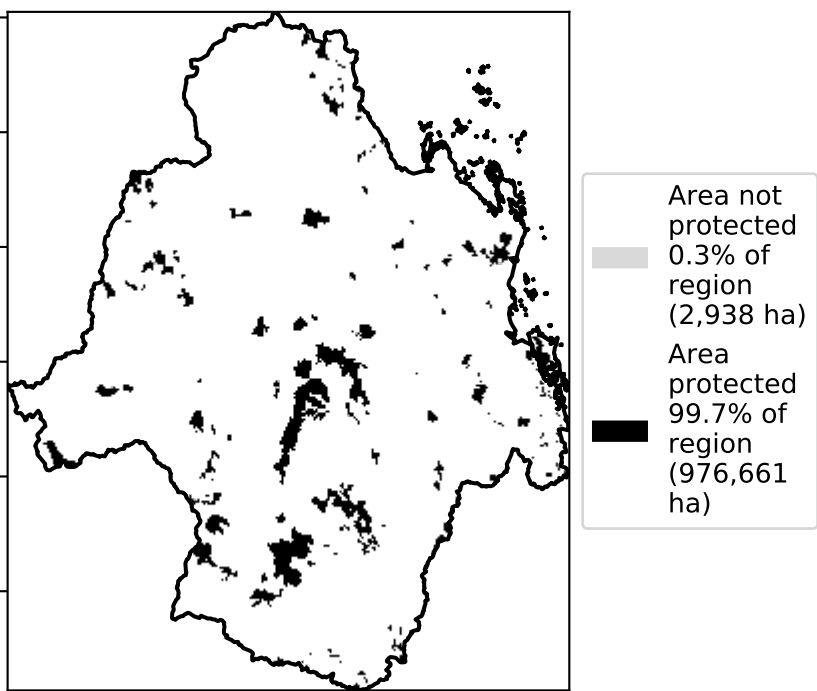 Area not
protected
0.3% of
region
(2,938 ha)
Area
protected
99.7% of
region
(976,661
ha)